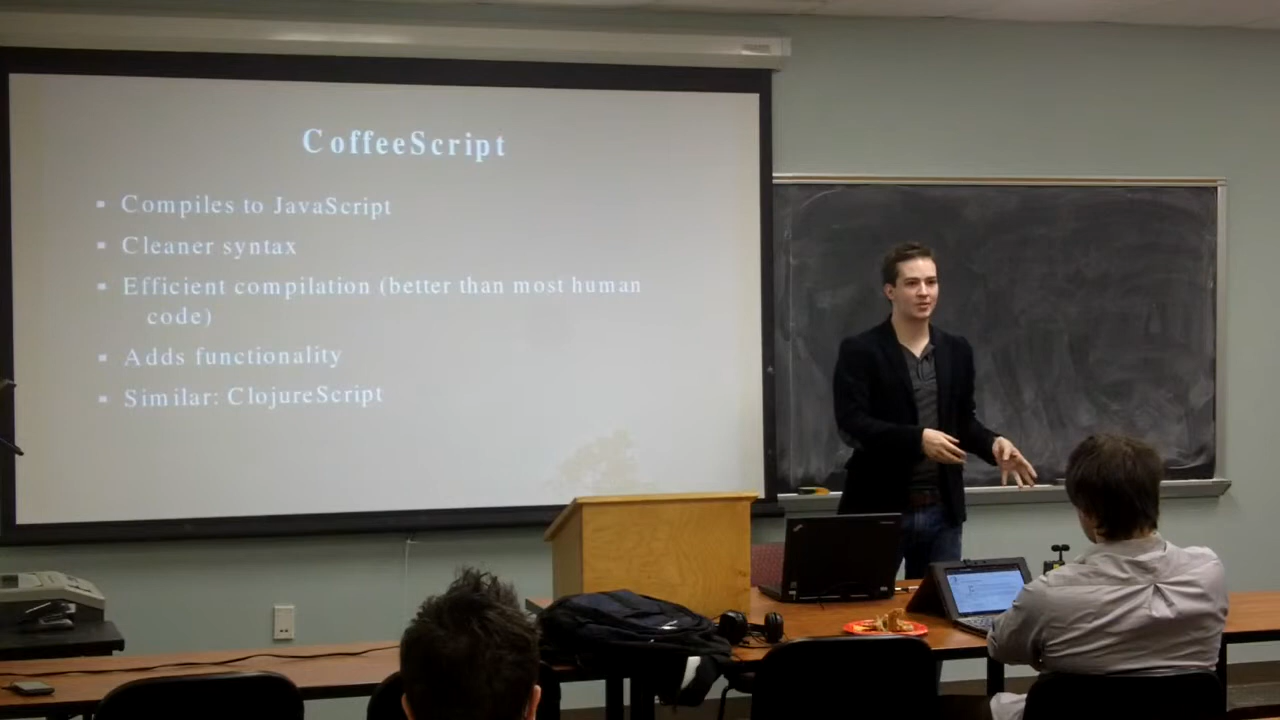 CoffeeScript
▪ Compiles to JavaScript
▪ Cleaner syntax
▪ Efficient compilation (better than most human
code)
▪ Adds functionality
▪ Similar: ClojureScript